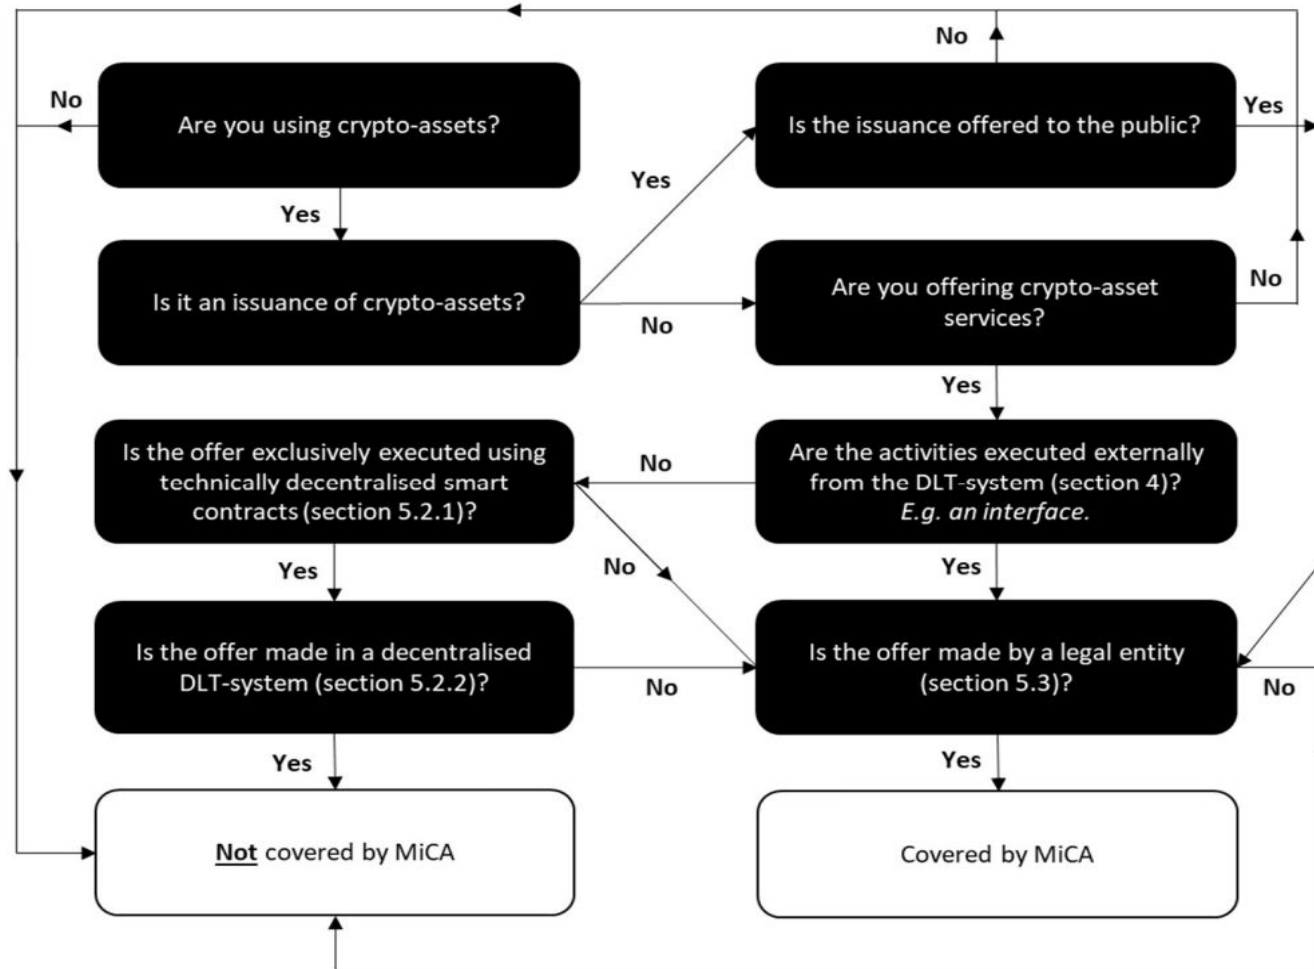 No
No
Are you using crypto-assets?
Is the issuance offered to the public?
Yes
Yes
Yes
Is it an issuance of crypto-assets?
No
Are you offering crypto-asset
services?
No
Yes
Is the offer exclusively executed using
technically decentralised smart
contracts (section 5.2.1)?
No
Are the activities executed externally
from the DLT-system (section 4)?
E.g. an interface.
Yes
No
Yes
Is the offer made in a decentralised
DLT-system (section 5.2.2)?
No
Is the offer made by a legal entity
(section 5.3)?
No
Yes
Yes
Not covered by MiCA
Covered by MiCA